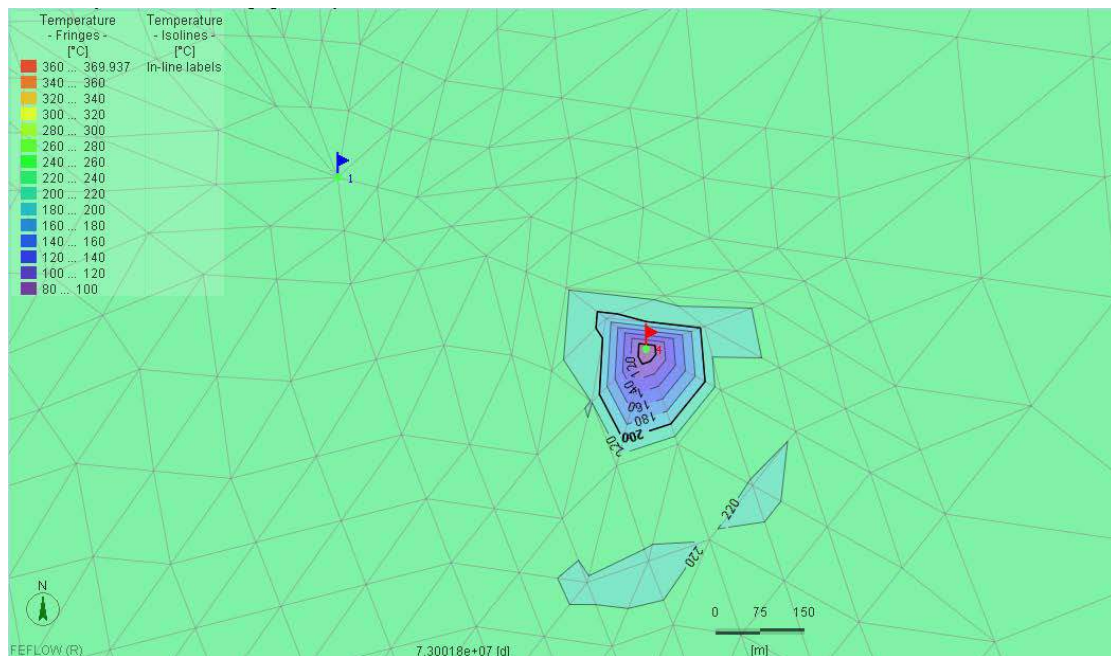 Temperature
- Fringes -
[°C]
360 ... 369.937
340 ... 360
320 ... 340
300 ... 320
280 ... 300
260 ... 280
240 ... 260
220 ... 240
200 ... 220
180 ... 200
160 ... 180
140 ... 160
120 ... 140
100 ... 120
80 ... 100
Temperature
- Isolines -
[°C]
In-line labels
1
4
120
140
160
180
200
220
220
220
N
0 75 150
[m]
FEFLOW (R)
7.30018e+07 [d]